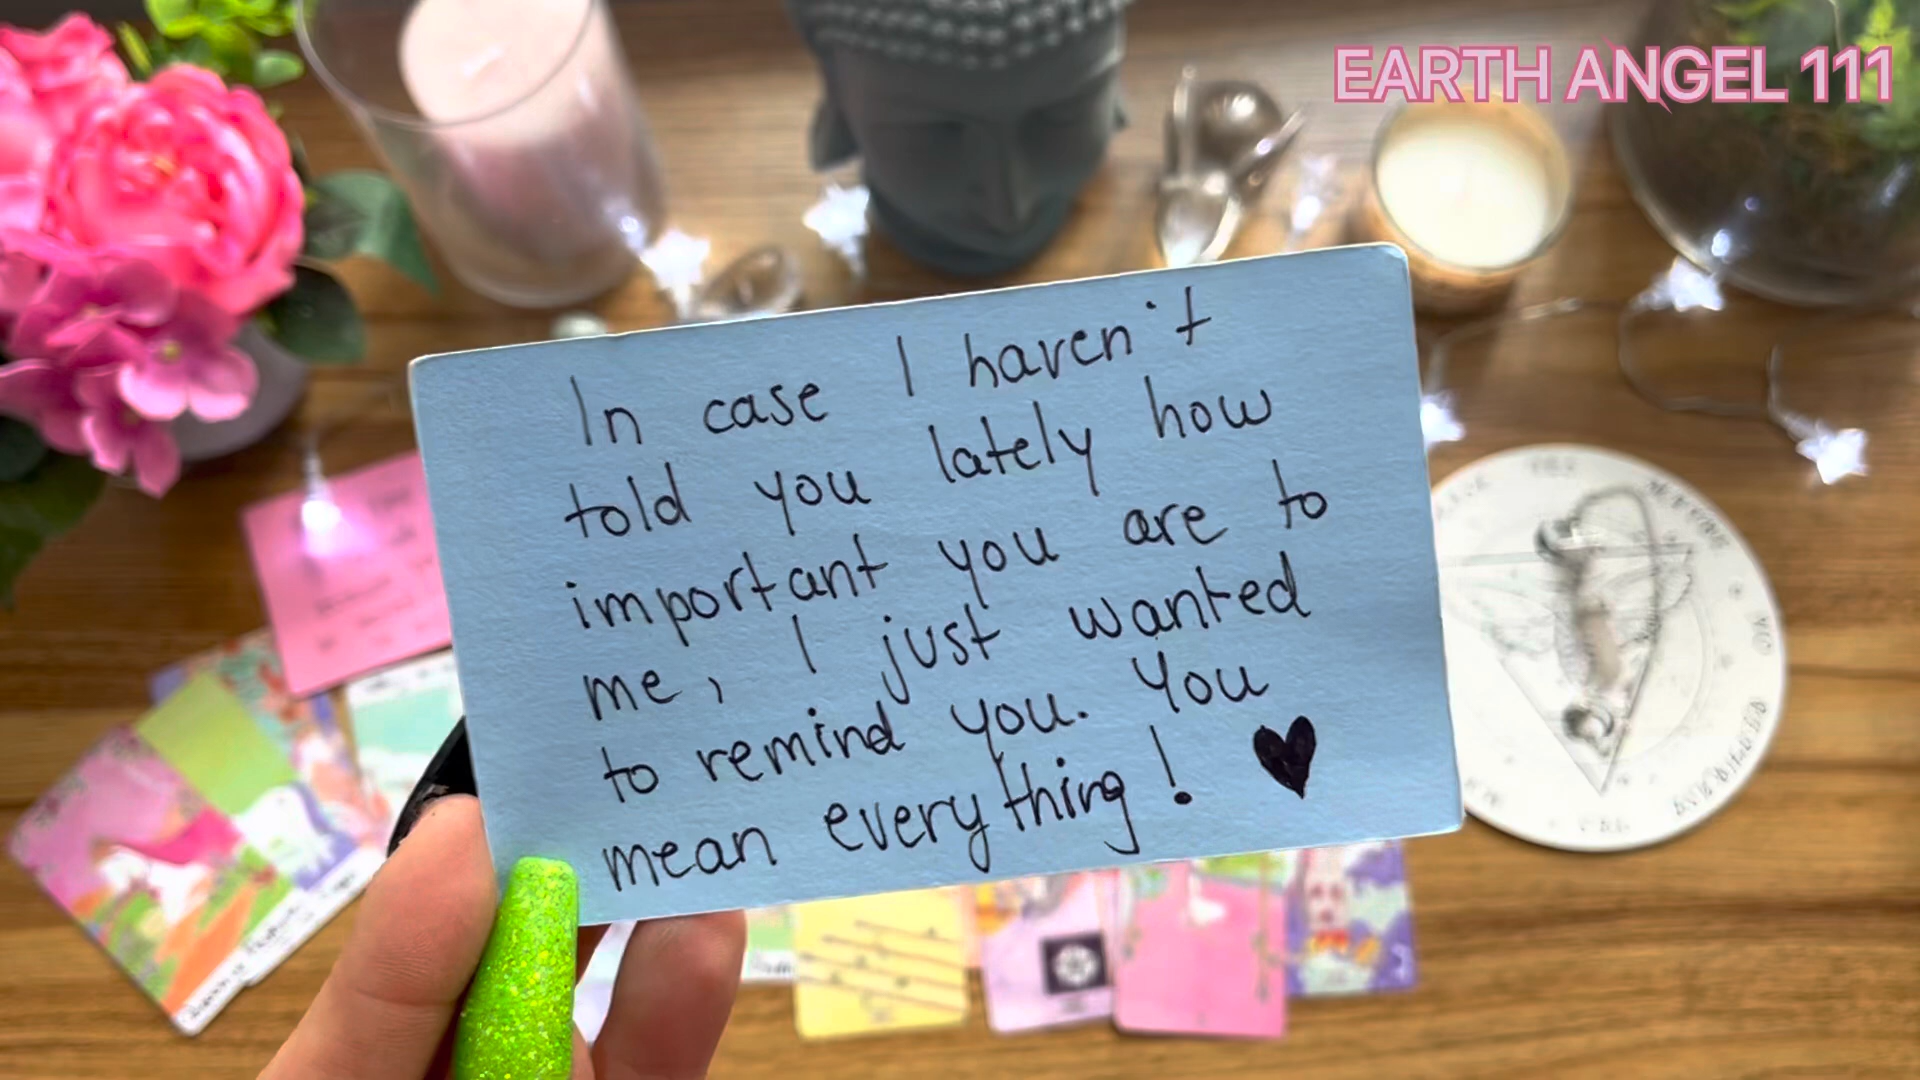 EARTH ANGEL 111
In case I haven't
told you lately how
important you are to
me, I just wanted
to remind you. You
mean everything! ♥